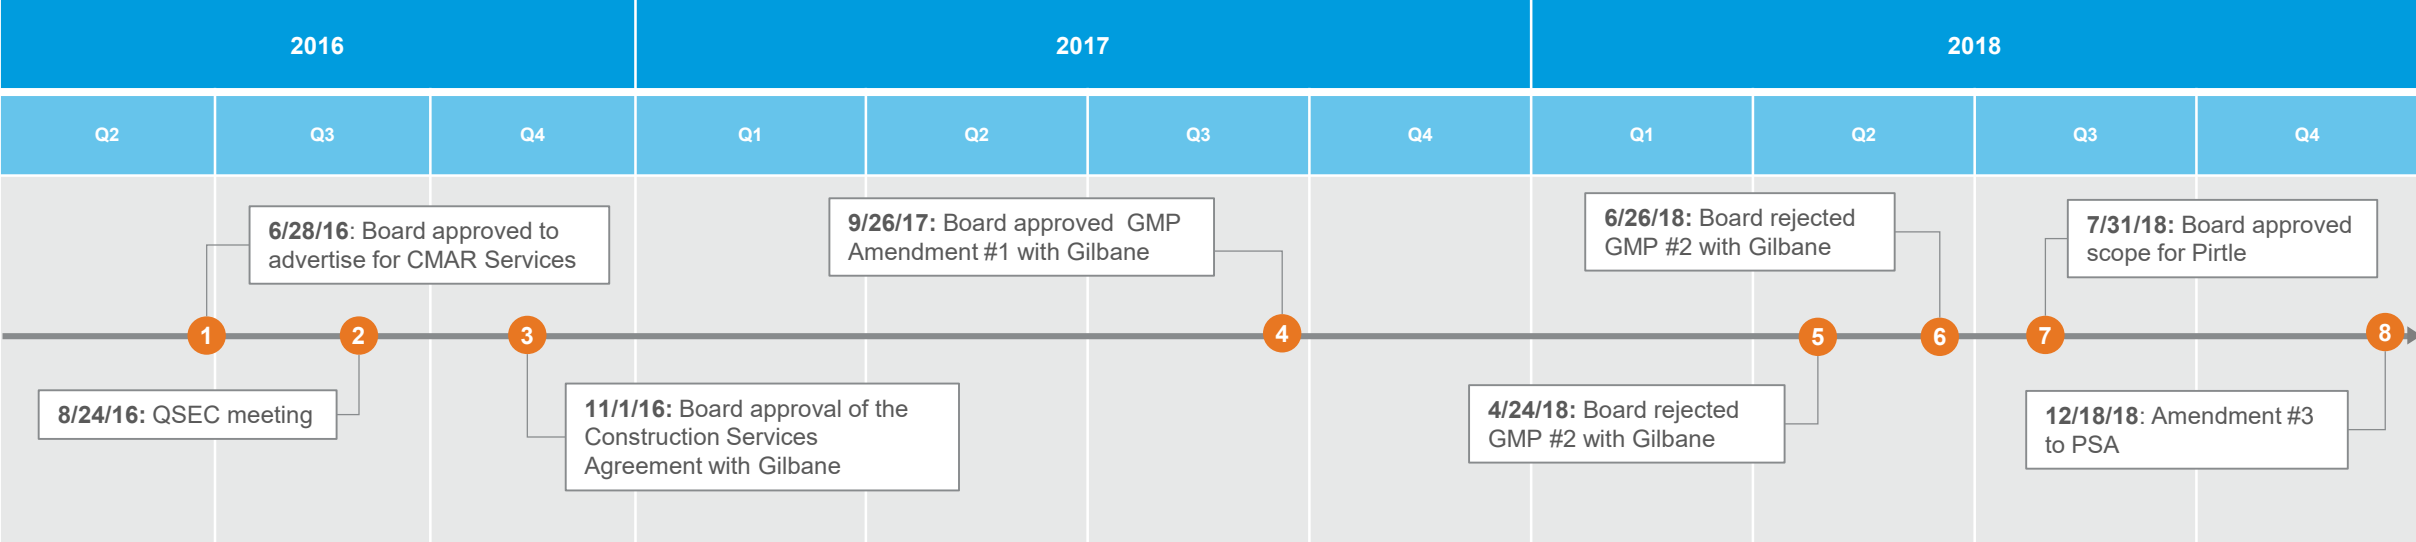 2016
2017
2018
Q2
Q3
Q4
Q1
Q2
Q3
Q4
Q1
Q2
Q3
Q4
6/28/16: Board approved to
advertise for CMAR Services
9/26/17: Board approved  GMP
Amendment #1 with Gilbane
6/26/18: Board rejected
GMP #2 with Gilbane
7/31/18: Board approved
scope for Pirtle
1
2
3
4
5
6
7
8
8/24/16: QSEC meeting
11/1/16: Board approval of the
Construction Services
Agreement with Gilbane
4/24/18: Board rejected
GMP #2 with Gilbane
12/18/18: Amendment #3
to PSA